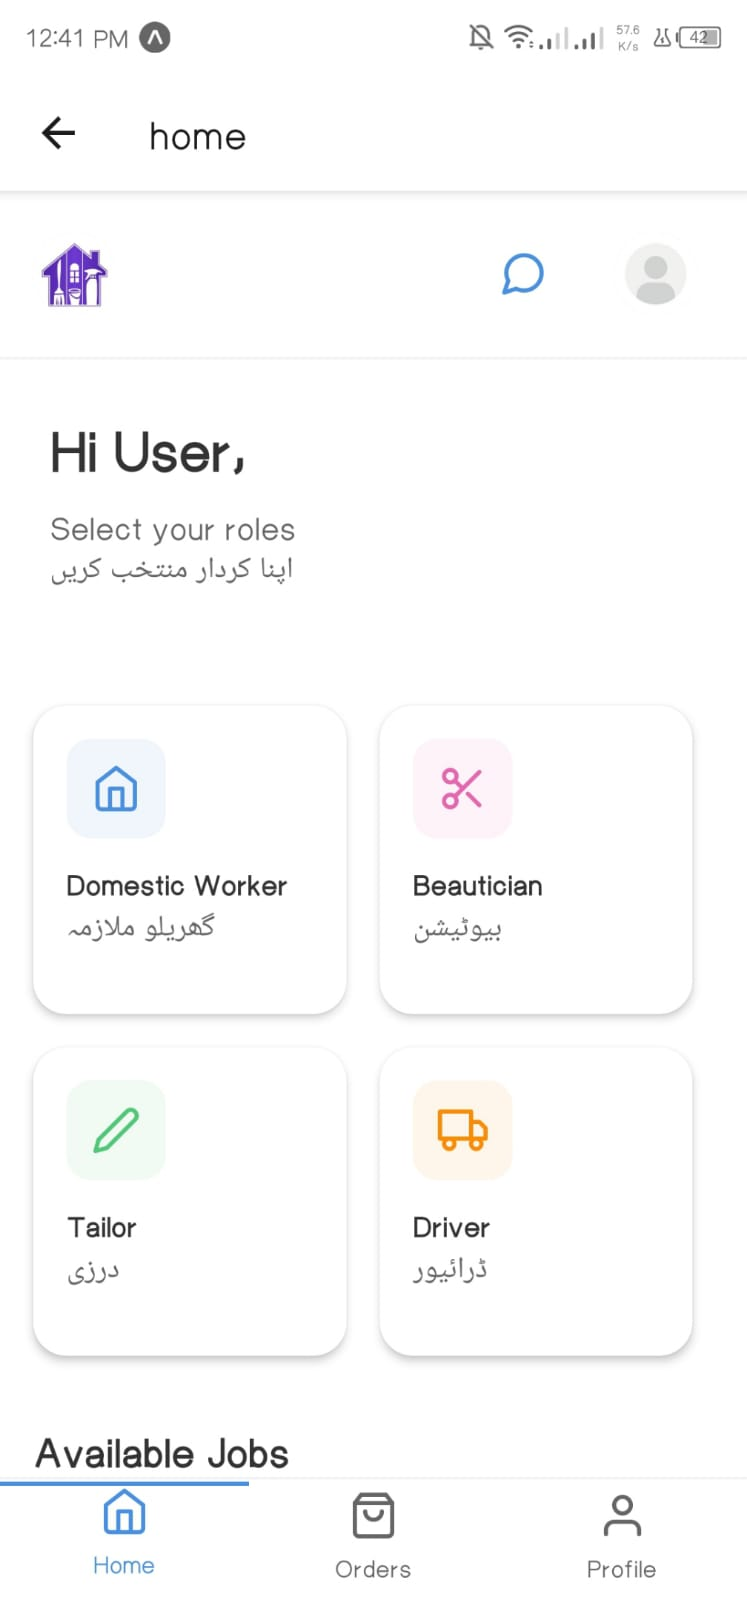 12:41 PM
57.6
K/s
42
home
Hi User,
Select your roles
اپنا کردار منتخب کریں
Domestic Worker
گھریلو ملازمہ
Beautician
بیوٹیشن
Tailor
درزی
Driver
ڈرائیور
Available Jobs
Home
Orders
Profile